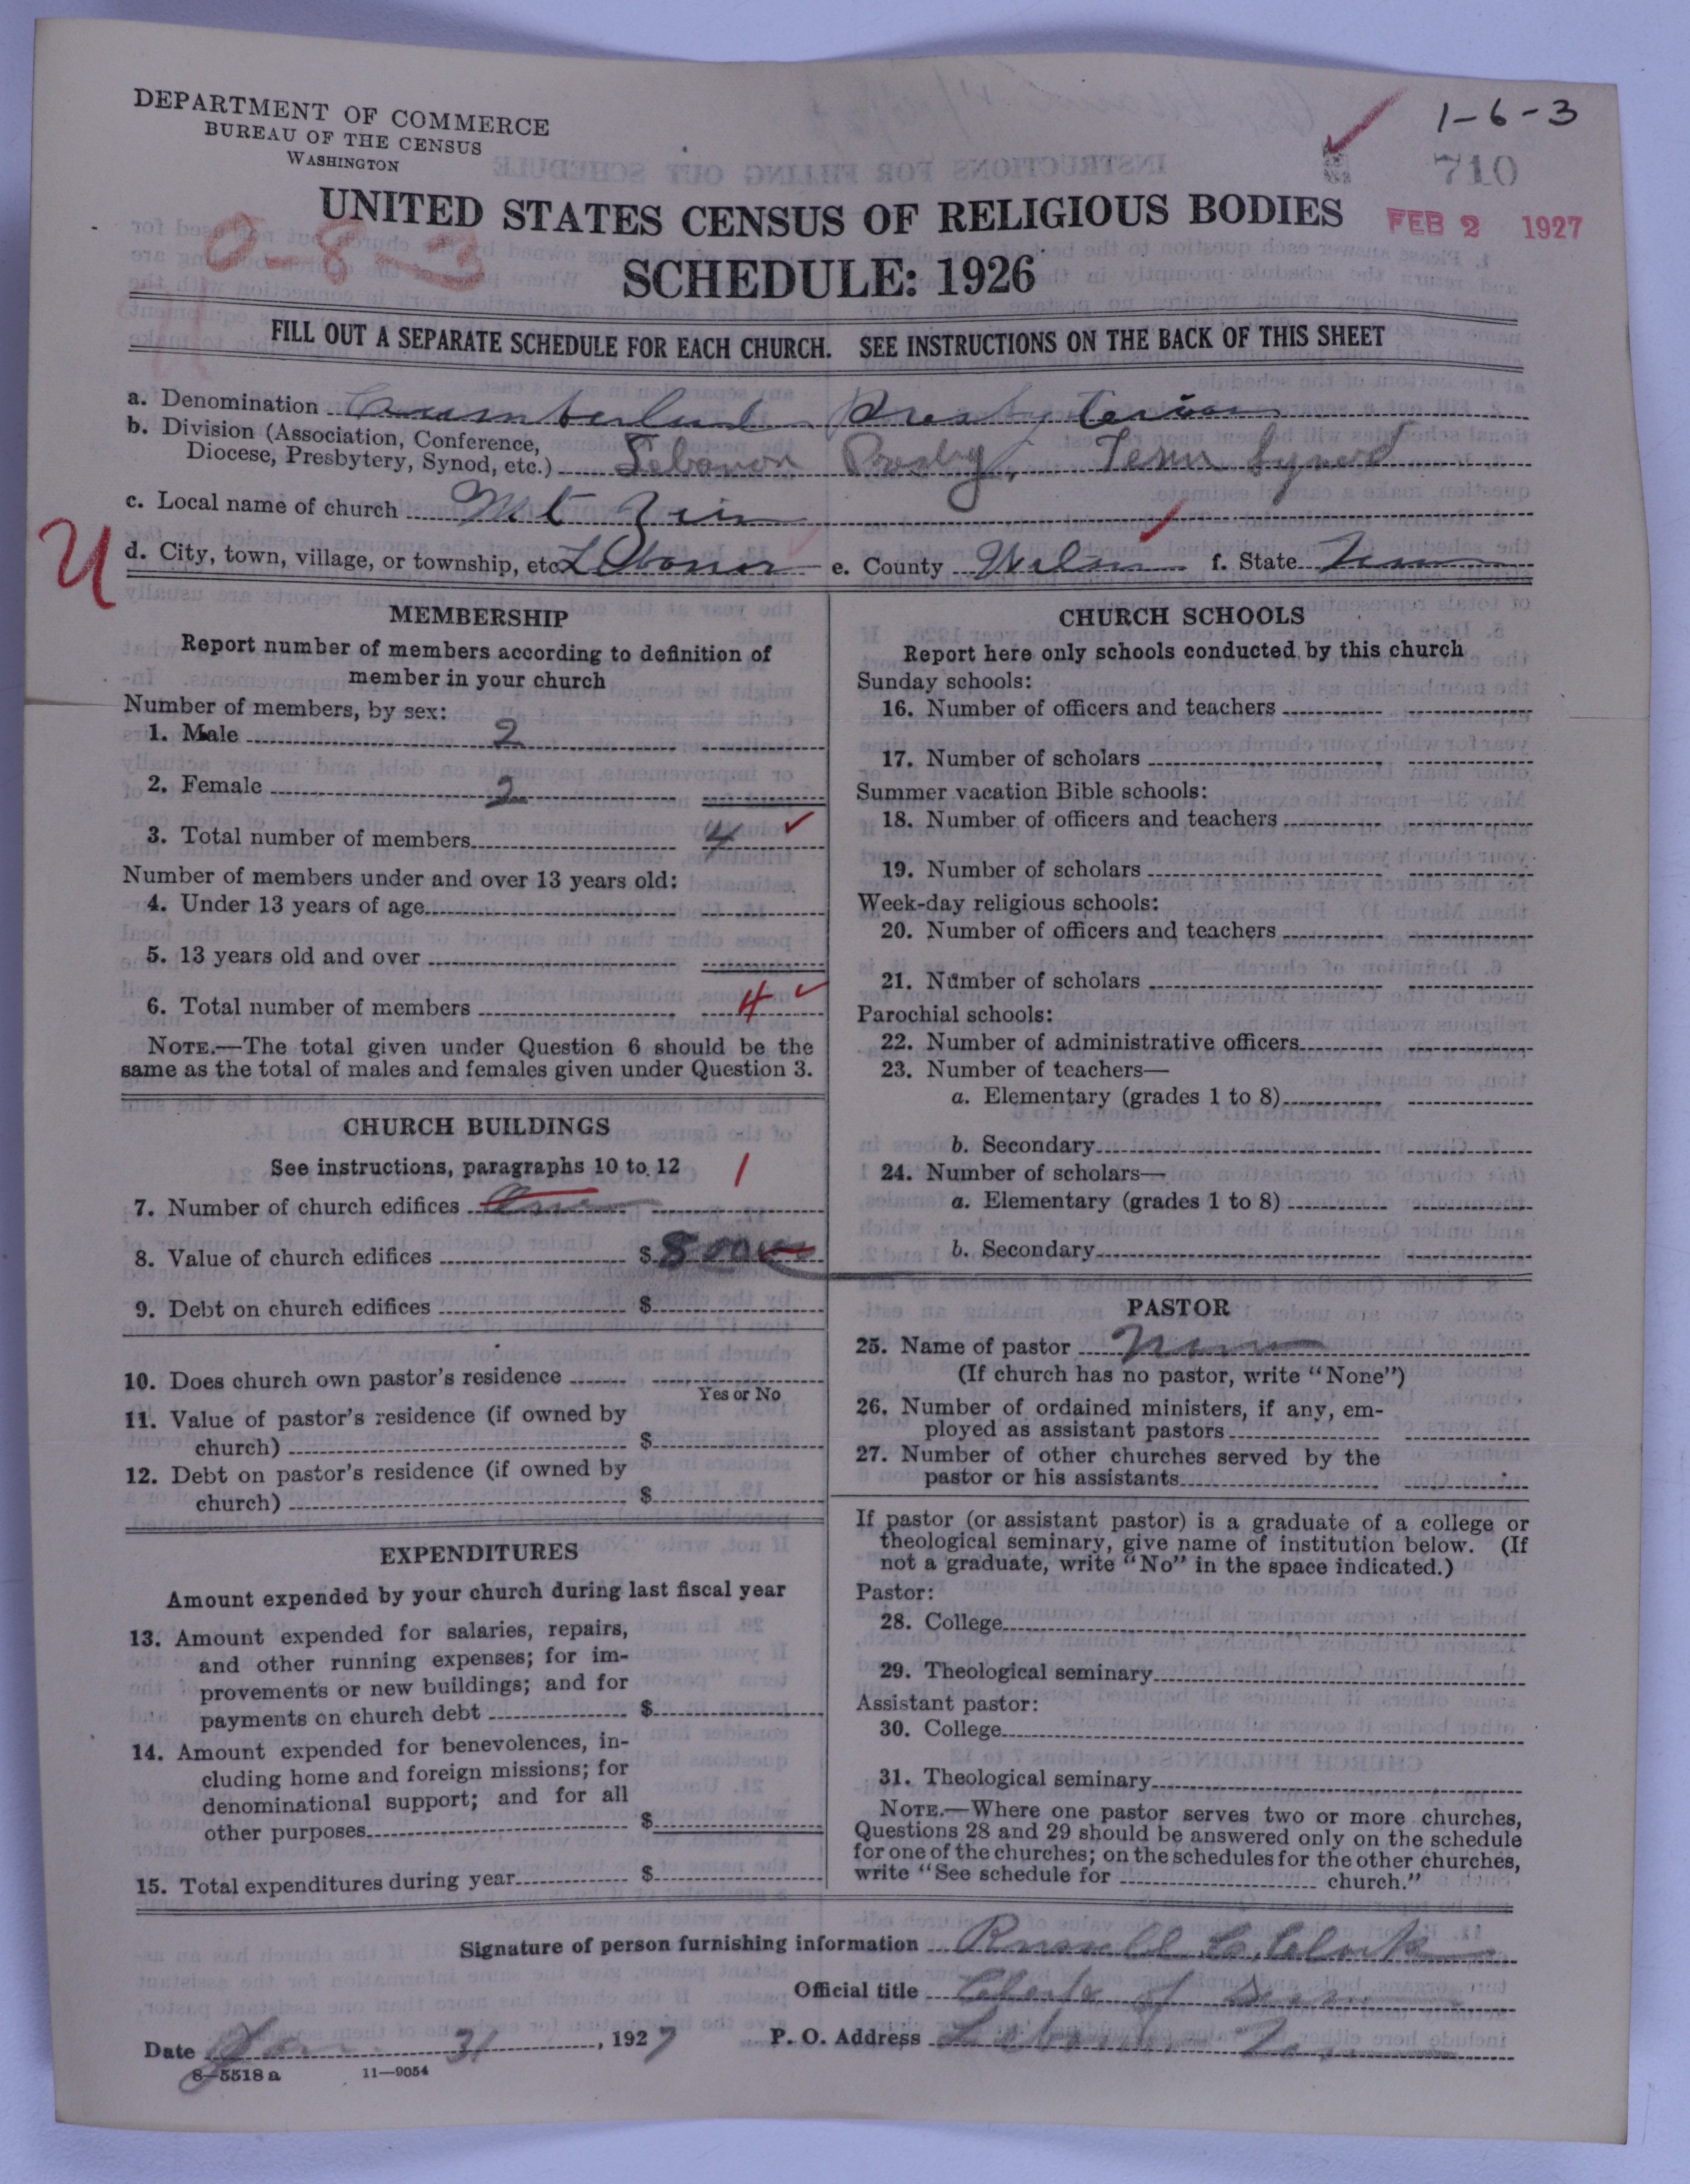 DEPARTMENT OF COMMERCE
BUREAU OF THE CENSUS
WASHINGTON
1-6-3
710
UNITED STATES CENSUS OF RELIGIOUS BODIES
FEB 2 1927
0-8-3
SCHEDULE: 1926
FILL OUT A SEPARATE SCHEDULE FOR EACH CHURCH. SEE INSTRUCTIONS ON THE BACK OF THIS SHEET
a. Denomination Cumberland Presbyterian
b. Division (Association, Conference,
Diocese, Presbytery, Synod, etc.) Lebanon Presby, Tenn Synod
c. Local name of church Mt Zion
U
d. City, town, village, or township, etc. Lebanon e. County Wilson f. State Tenn
MEMBERSHIP
Report number of members according to definition of
member in your church
Number of members, by sex:
1. Male 2
2. Female 2
3. Total number of members 4
Number of members under and over 13 years old:
4. Under 13 years of age
5. 13 years old and over
6. Total number of members 4
NOTE.—The total given under Question 6 should be the
same as the total of males and females given under Question 3.
CHURCH BUILDINGS
See instructions, paragraphs 10 to 12
1
7. Number of church edifices One
8. Value of church edifices $ 800
9. Debt on church edifices $
10. Does church own pastor's residence
Yes or No
11. Value of pastor's residence (if owned by
church) $
12. Debt on pastor's residence (if owned by
church) $
EXPENDITURES
Amount expended by your church during last fiscal year
13. Amount expended for salaries, repairs,
and other running expenses; for im-
provements or new buildings; and for
payments on church debt $
14. Amount expended for benevolences, in-
cluding home and foreign missions; for
denominational support; and for all
other purposes $
15. Total expenditures during year $
CHURCH SCHOOLS
Report here only schools conducted by this church
Sunday schools:
16. Number of officers and teachers
17. Number of scholars
Summer vacation Bible schools:
18. Number of officers and teachers
19. Number of scholars
Week-day religious schools:
20. Number of officers and teachers
21. Number of scholars
Parochial schools:
22. Number of administrative officers
23. Number of teachers—
a. Elementary (grades 1 to 8)
b. Secondary
24. Number of scholars—
a. Elementary (grades 1 to 8)
b. Secondary
PASTOR
25. Name of pastor None
(If church has no pastor, write "None")
26. Number of ordained ministers, if any, em-
ployed as assistant pastors
27. Number of other churches served by the
pastor or his assistants
If pastor (or assistant pastor) is a graduate of a college or
theological seminary, give name of institution below. (If
not a graduate, write "No" in the space indicated.)
Pastor:
28. College
29. Theological seminary
Assistant pastor:
30. College
31. Theological seminary
NOTE.—Where one pastor serves two or more churches,
Questions 28 and 29 should be answered only on the schedule
for one of the churches; on the schedules for the other churches,
write "See schedule for church."
Signature of person furnishing information Russell C. Clark
Official title Clerk of
Date Jan. 31, 1927 P. O. Address Lebanon, Tenn
8—5518 a 11—9054